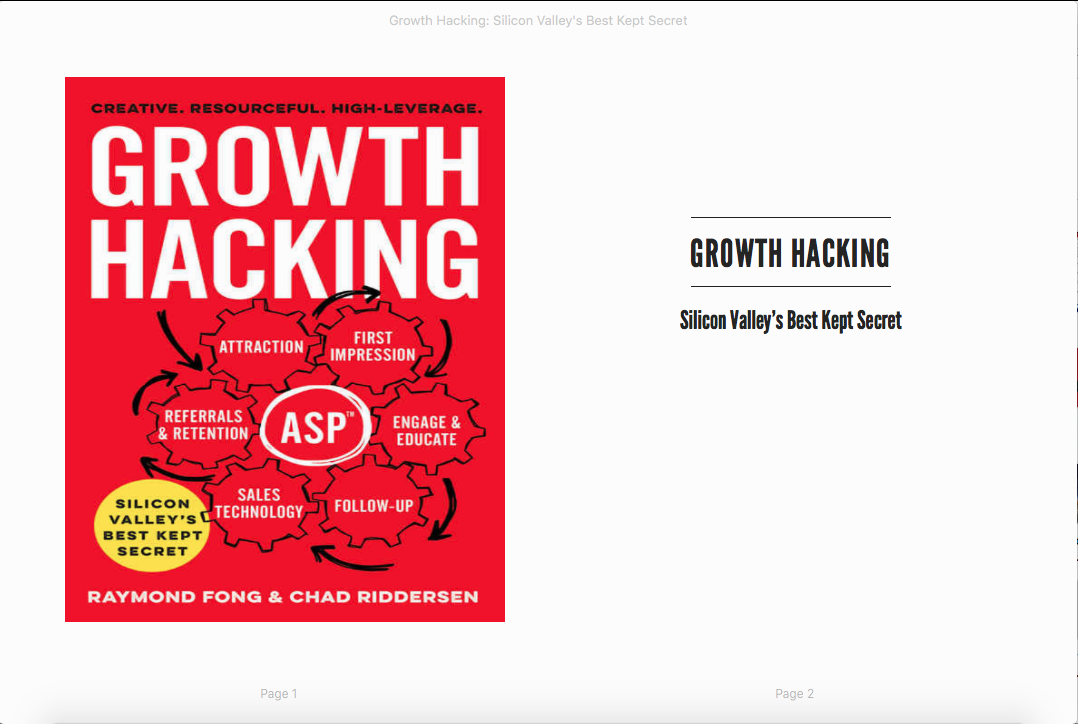 Growth Hacking: Silicon Valley's Best Kept Secret
CREATIVE. RESOURCEFUL. HIGH-LEVERAGE.
GROWTH
HACKING
ATTRACTION
FIRST
IMPRESSION
REFERRALS
& RETENTION
ASP™
ENGAGE &
EDUCATE
SALES
TECHNOLOGY
FOLLOW-UP
SILICON
VALLEY'S
BEST KEPT
SECRET
RAYMOND FONG & CHAD RIDDERSEN
Page 1
GROWTH HACKING
Silicon Valley’s Best Kept Secret
Page 2